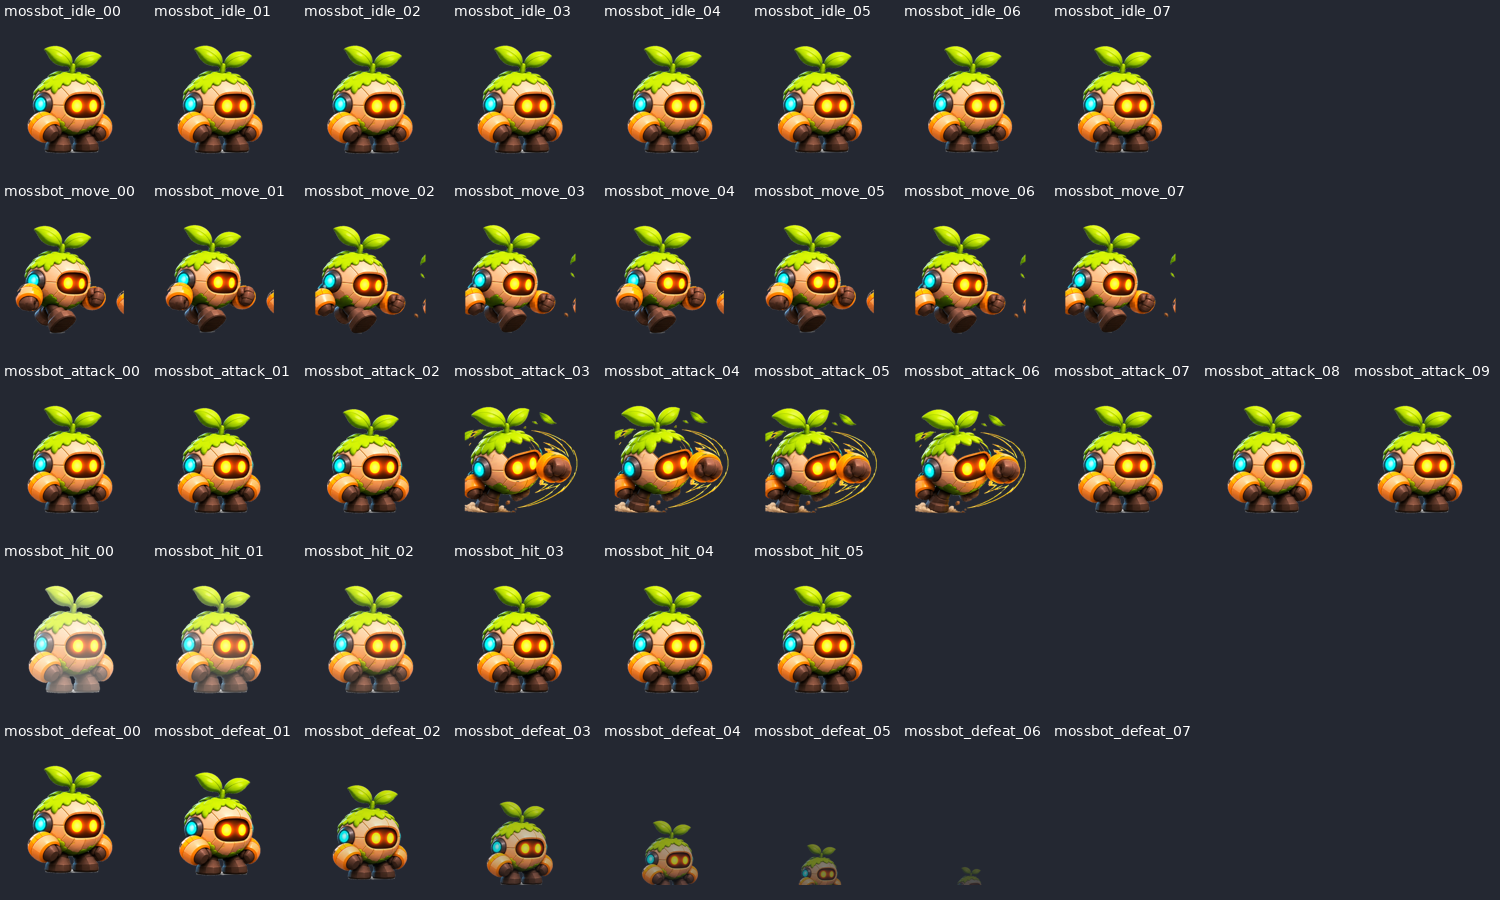 mossbot_idle_00 mossbot_idle_01 mossbot_idle_02 mossbot_idle_03 mossbot_idle_04 mossbot_idle_05 mossbot_idle_06 mossbot_idle_07
mossbot_move_00 mossbot_move_01 mossbot_move_02 mossbot_move_03 mossbot_move_04 mossbot_move_05 mossbot_move_06 mossbot_move_07
mossbot_attack_00 mossbot_attack_01 mossbot_attack_02 mossbot_attack_03 mossbot_attack_04 mossbot_attack_05 mossbot_attack_06 mossbot_attack_07 mossbot_attack_08 mossbot_attack_09
mossbot_hit_00 mossbot_hit_01 mossbot_hit_02 mossbot_hit_03 mossbot_hit_04 mossbot_hit_05
mossbot_defeat_00 mossbot_defeat_01 mossbot_defeat_02 mossbot_defeat_03 mossbot_defeat_04 mossbot_defeat_05 mossbot_defeat_06 mossbot_defeat_07